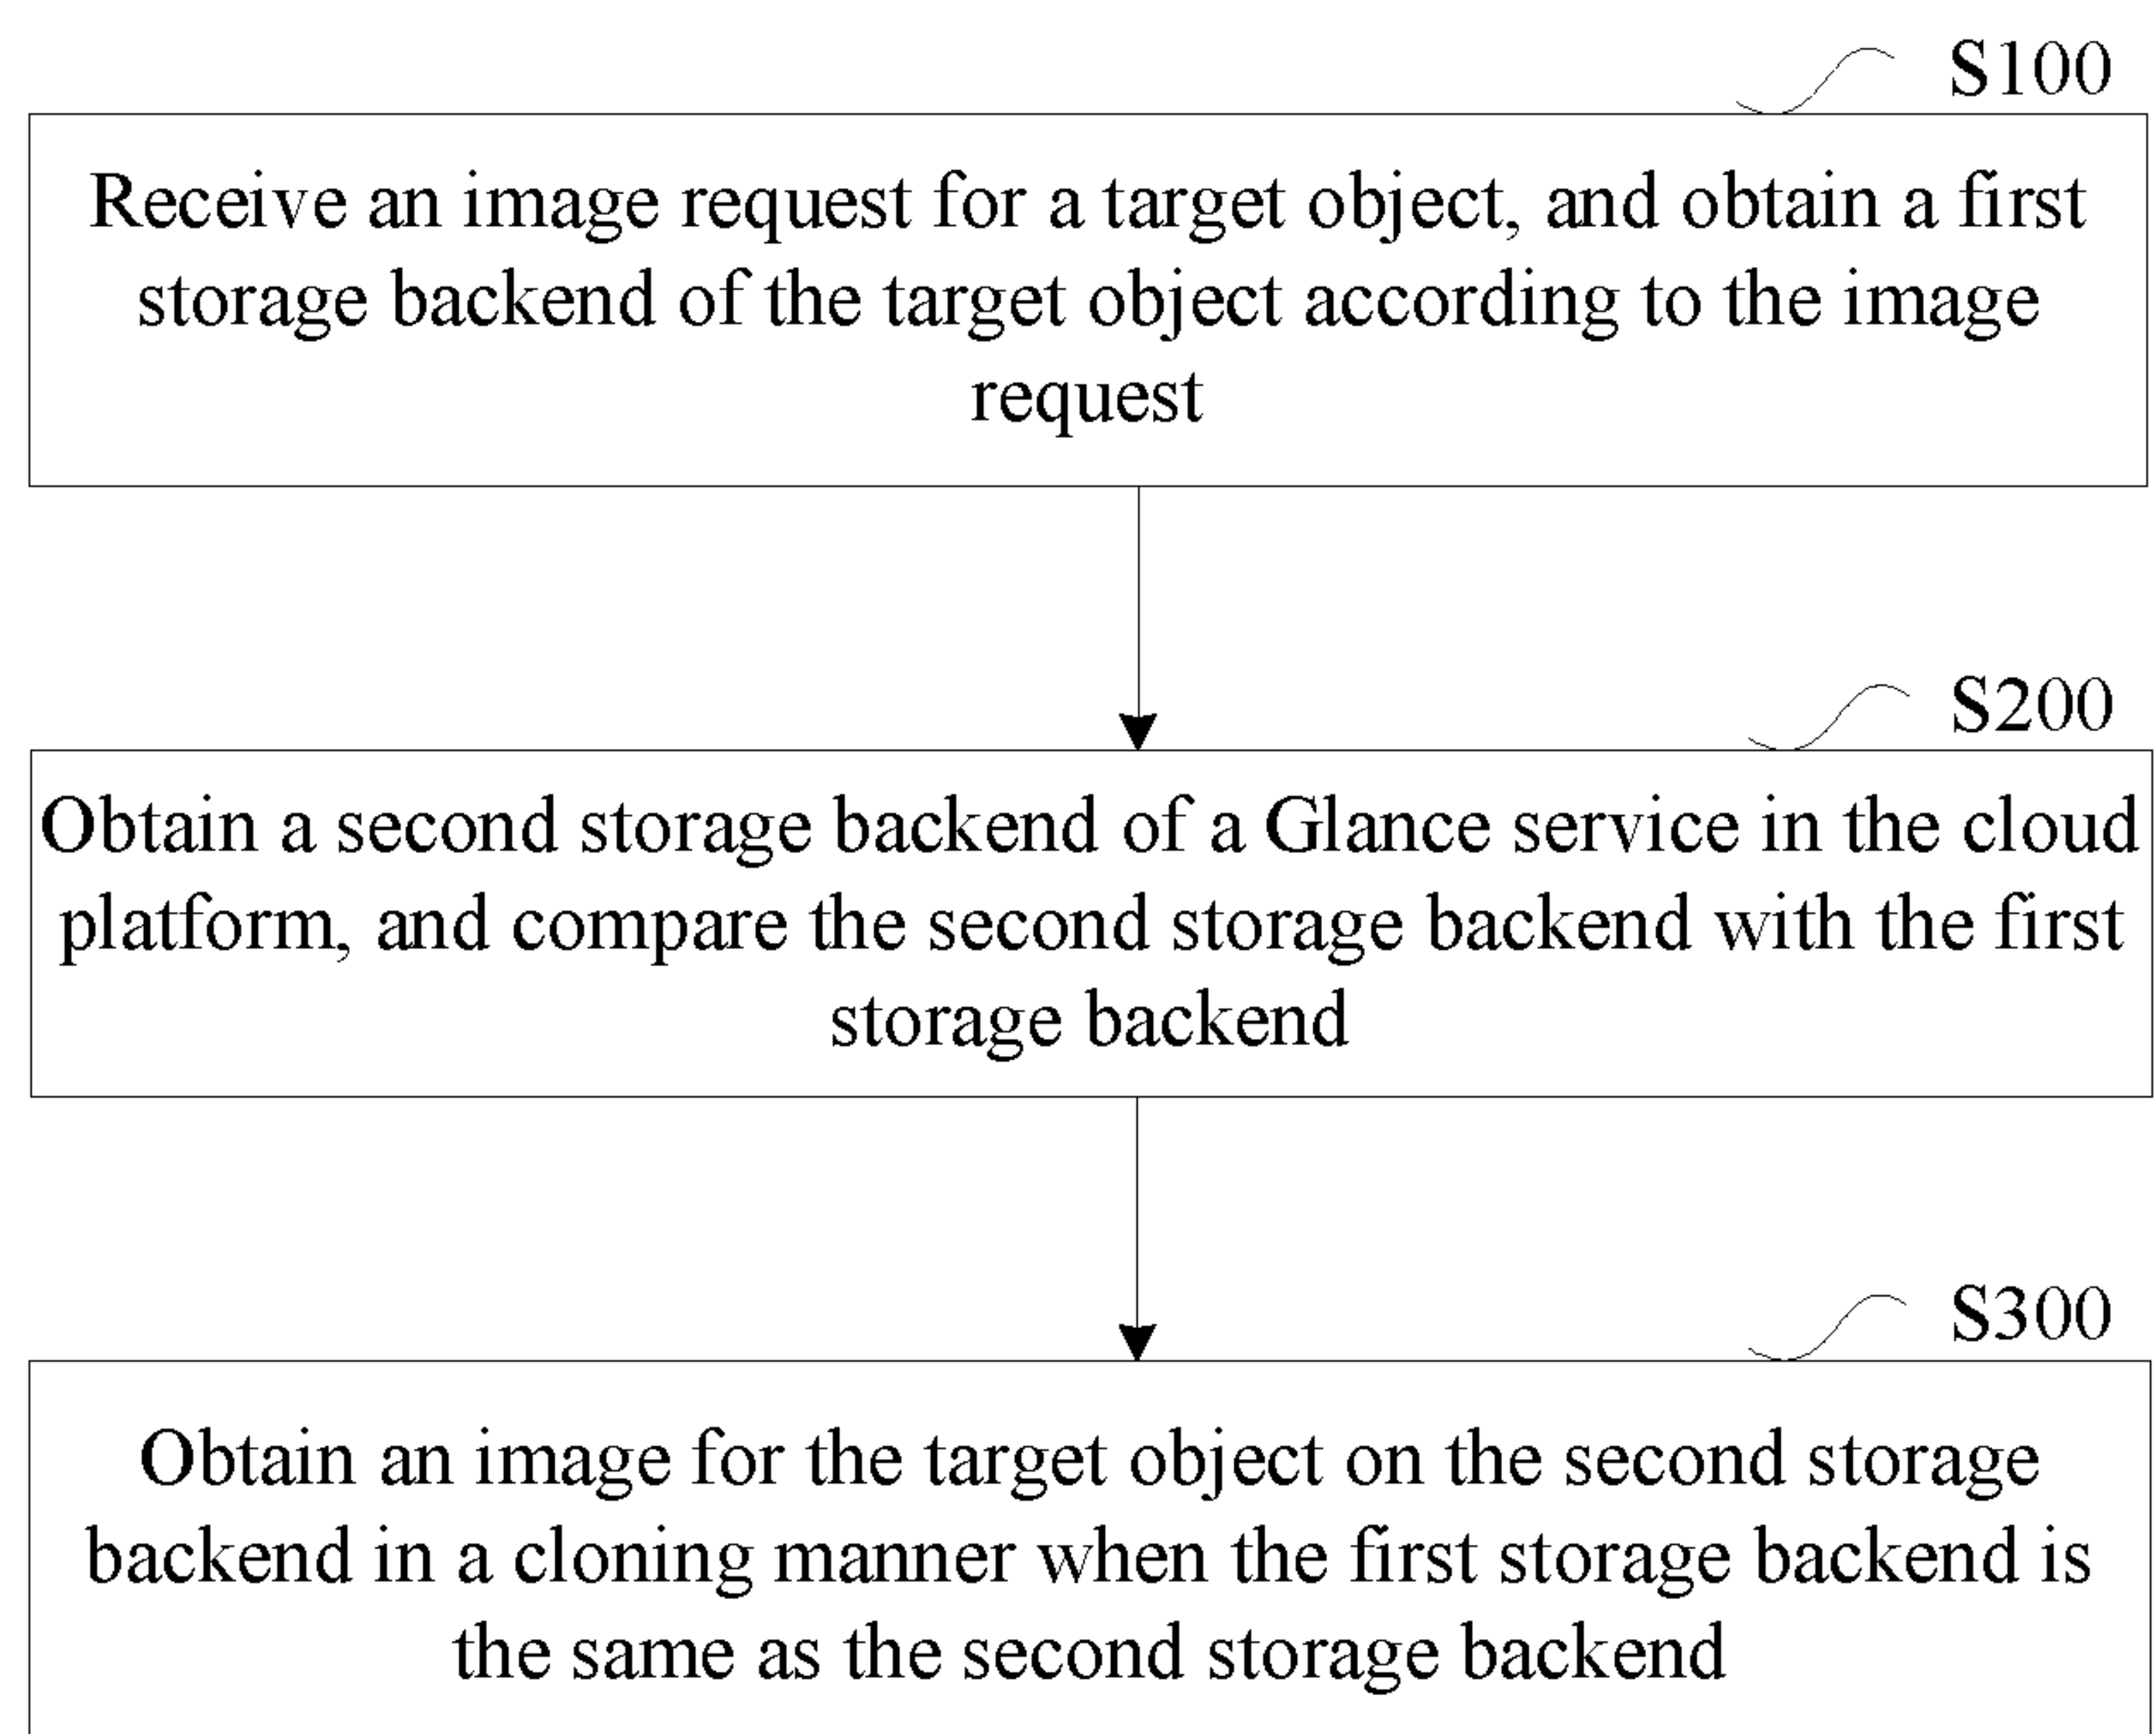 S100
Receive an image request for a target object, and obtain a first
storage backend of the target object according to the image
request
S200
Obtain a second storage backend of a Glance service in the cloud
platform, and compare the second storage backend with the first
storage backend
S300
Obtain an image for the target object on the second storage
backend in a cloning manner when the first storage backend is
the same as the second storage backend